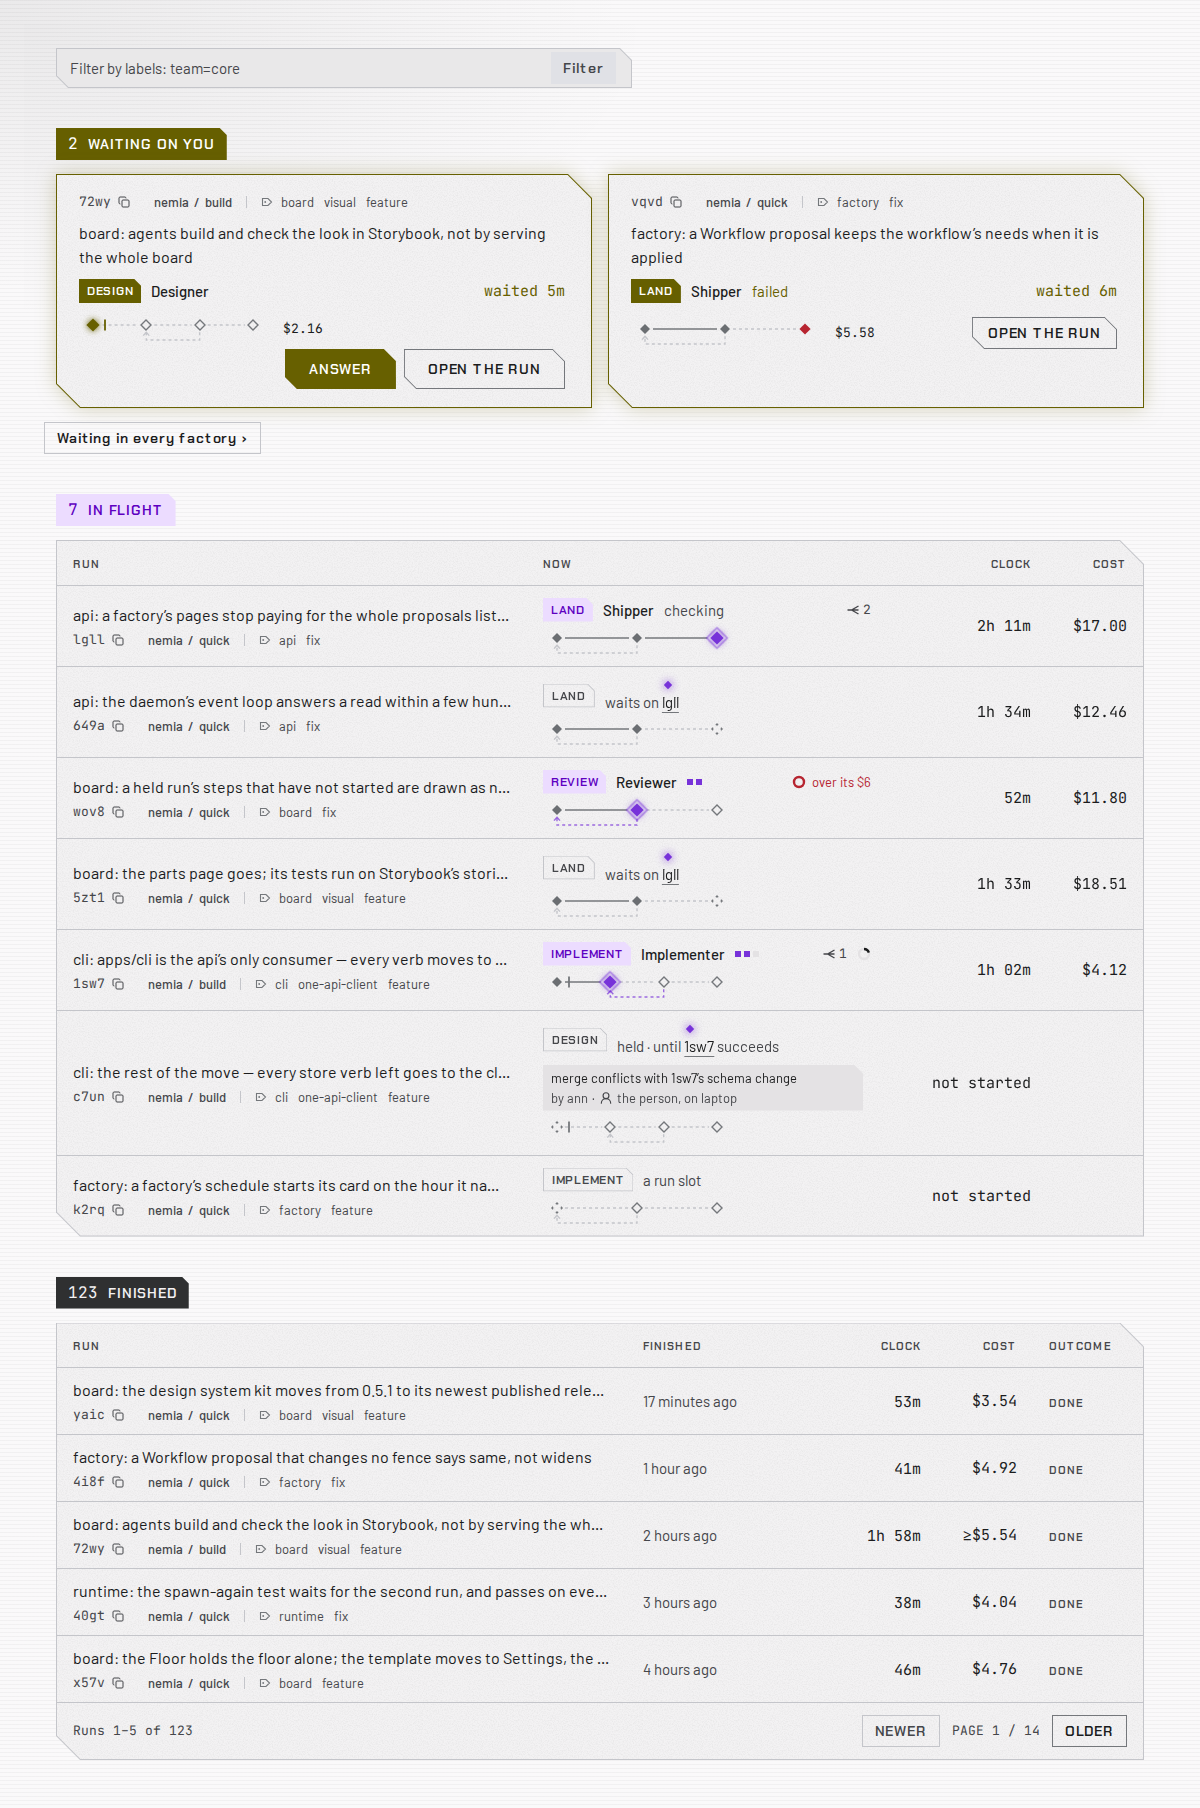 Filter by labels: team=core
Filter
2 WAITING ON YOU
72wy nemla / build board visual feature
board: agents build and check the look in Storybook, not by serving
the whole board
DESIGN Designer waited 5m
$2.16
ANSWER OPEN THE RUN
vqvd nemla / quick factory fix
factory: a Workflow proposal keeps the workflow's needs when it is
applied
LAND Shipper failed waited 6m
$5.58 OPEN THE RUN
Waiting in every factory ›
7 IN FLIGHT
RUN NOW CLOCK COST
api: a factory's pages stop paying for the whole proposals list...
lgll nemla / quick api fix
LAND Shipper checking 2
2h 11m $17.00
api: the daemon's event loop answers a read within a few hun...
649a nemla / quick api fix
LAND waits on lgll
1h 34m $12.46
board: a held run's steps that have not started are drawn as n...
wov8 nemla / quick board fix
REVIEW Reviewer over its $6
52m $11.80
board: the parts page goes; its tests run on Storybook's stori...
5zt1 nemla / quick board visual feature
LAND waits on lgll
1h 33m $18.51
cli: apps/cli is the api's only consumer — every verb moves to ...
1sw7 nemla / build cli one-api-client feature
IMPLEMENT Implementer 1
1h 02m $4.12
cli: the rest of the move — every store verb left goes to the cl...
c7un nemla / build cli one-api-client feature
DESIGN held · until 1sw7 succeeds
merge conflicts with 1sw7's schema change
by ann · the person, on laptop
not started
factory: a factory's schedule starts its card on the hour it na...
k2rq nemla / quick factory feature
IMPLEMENT a run slot
not started
123 FINISHED
RUN FINISHED CLOCK COST OUTCOME
board: the design system kit moves from 0.5.1 to its newest published rele...
yaic nemla / quick board visual feature
17 minutes ago 53m $3.54 DONE
factory: a Workflow proposal that changes no fence says same, not widens
4i8f nemla / quick factory fix
1 hour ago 41m $4.92 DONE
board: agents build and check the look in Storybook, not by serving the wh...
72wy nemla / build board visual feature
2 hours ago 1h 58m ≥$5.54 DONE
runtime: the spawn-again test waits for the second run, and passes on eve...
40gt nemla / quick runtime fix
3 hours ago 38m $4.04 DONE
board: the Floor holds the floor alone; the template moves to Settings, the ...
x57v nemla / quick board feature
4 hours ago 46m $4.76 DONE
Runs 1–5 of 123 NEWER PAGE 1 / 14 OLDER